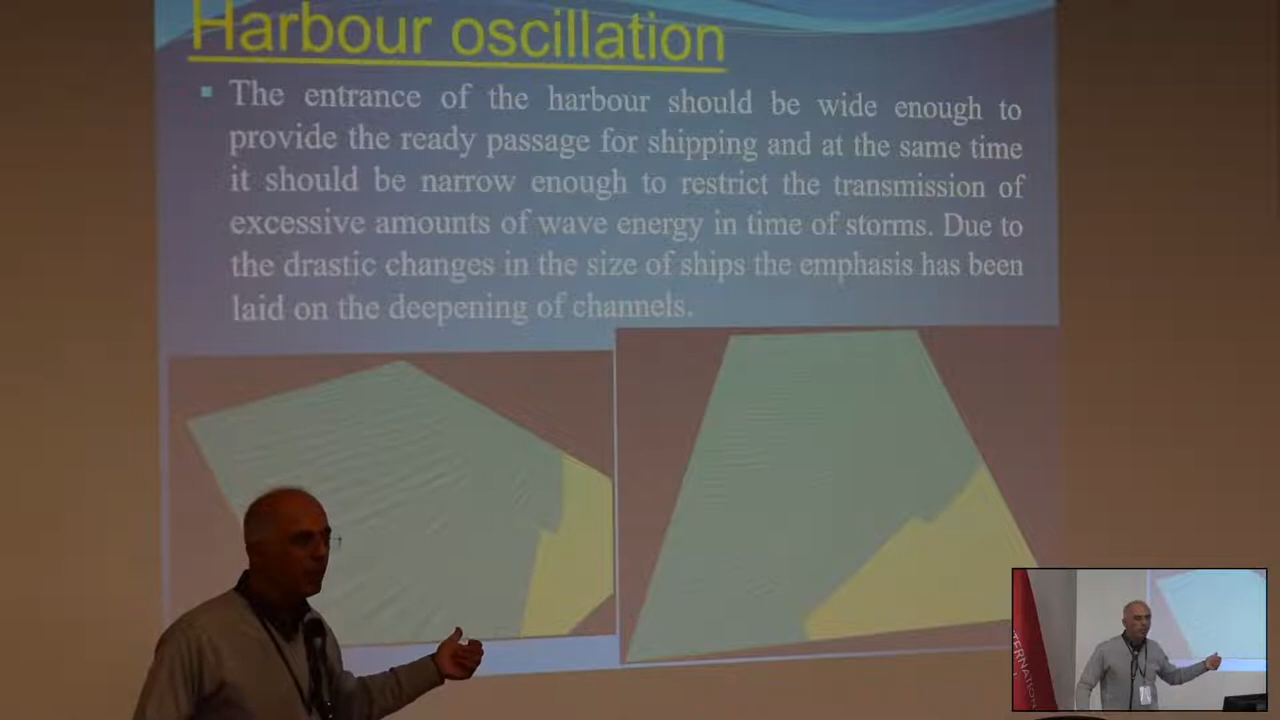 Harbour oscillation
▪ The entrance of the harbour should be wide enough to
provide the ready passage for shipping and at the same time
it should be narrow enough to restrict the transmission of
excessive amounts of wave energy in time of storms. Due to
the drastic changes in the size of ships the emphasis has been
laid on the deepening of channels.